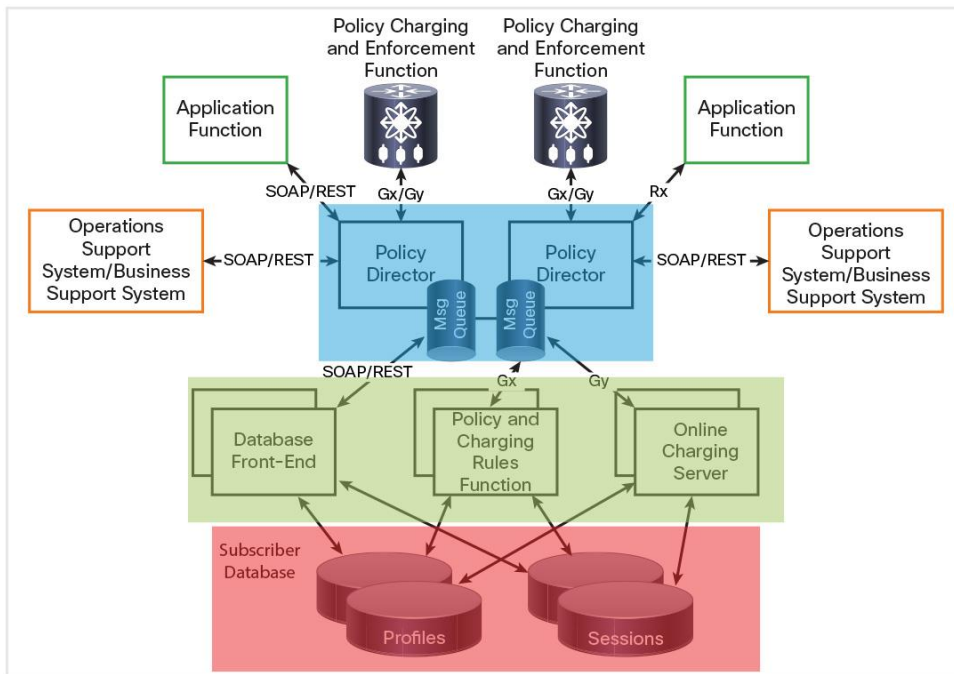 Policy Charging
and Enforcement
Function
Policy Charging
and Enforcement
Function
Application
Function
Application
Function
SOAP/REST
Gx/Gy
Gx/Gy
Rx
Operations
Support
System/Business
Support System
SOAP/REST
Policy
Director
Policy
Director
SOAP/REST
Operations
Support
System/Business
Support System
Msg
Queue
Msg
Queue
SOAP/REST
Gx
Gy
Database
Front-End
Policy and
Charging
Rules
Function
Online
Charging
Server
Subscriber
Database
Profiles
Sessions